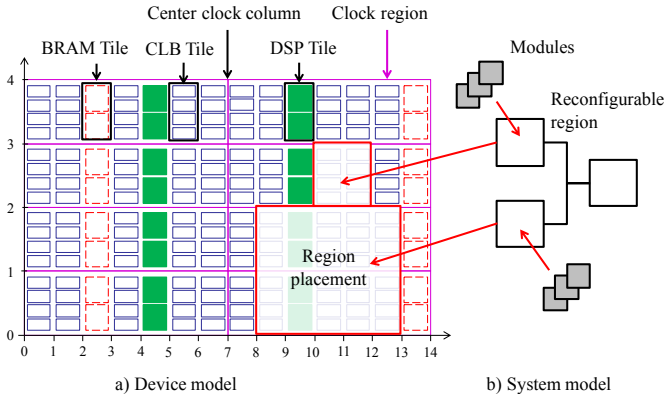 Center clock column
Clock region
BRAM Tile
CLB Tile
DSP Tile
Modules
Reconfigurable
region
4
3
2
1
0
Region
placement
0 1 2 3 4 5 6 7 8 9 10 11 12 13 14
a) Device model
b) System model